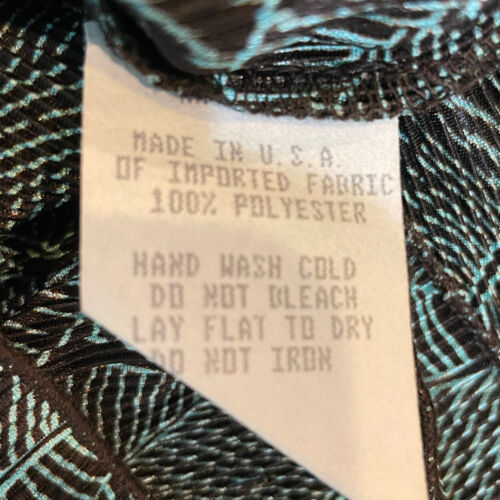 MADE IN U.S.A.
OF IMPORTED FABRIC
100% POLYESTER
HAND WASH COLD
DO NOT BLEACH
LAY FLAT TO DRY
DO NOT IRON